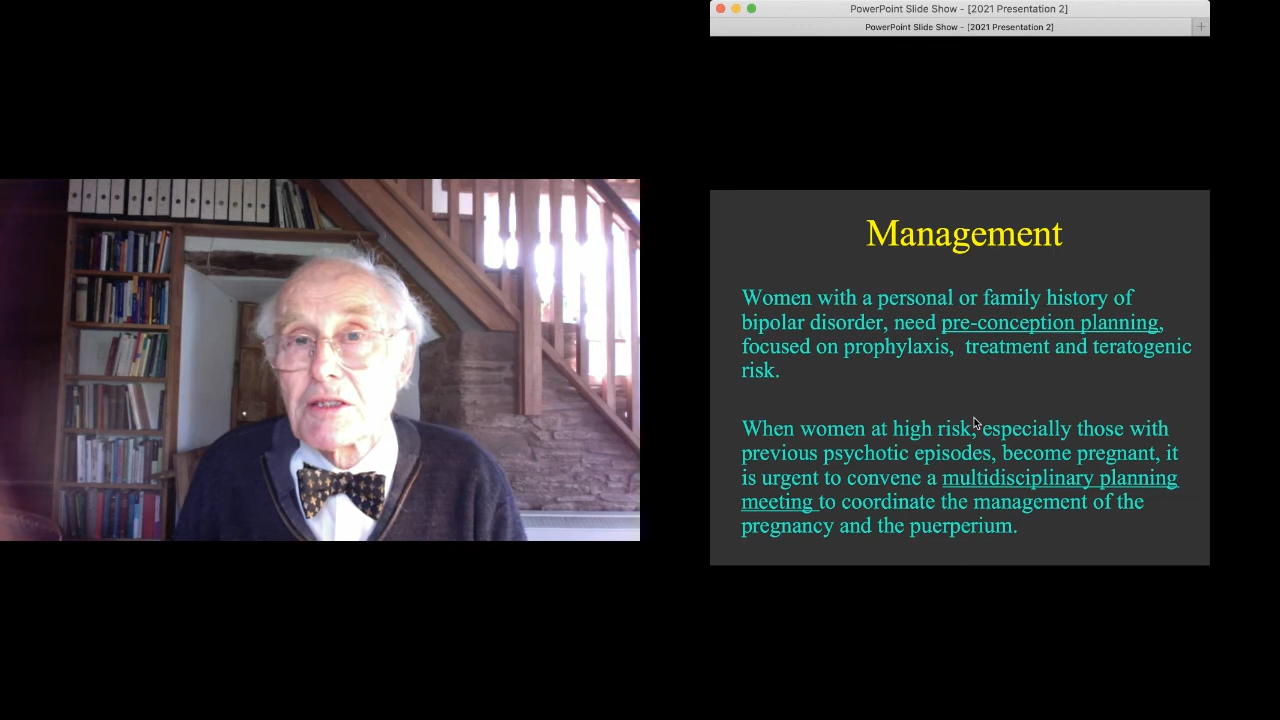 PowerPoint Slide Show - [2021 Presentation 2]
PowerPoint Slide Show - [2021 Presentation 2]
Management
Women with a personal or family history of
bipolar disorder, need pre-conception planning,
focused on prophylaxis,  treatment and teratogenic
risk.
When women at high risk, especially those with
previous psychotic episodes, become pregnant, it
is urgent to convene a multidisciplinary planning
meeting to coordinate the management of the
pregnancy and the puerperium.